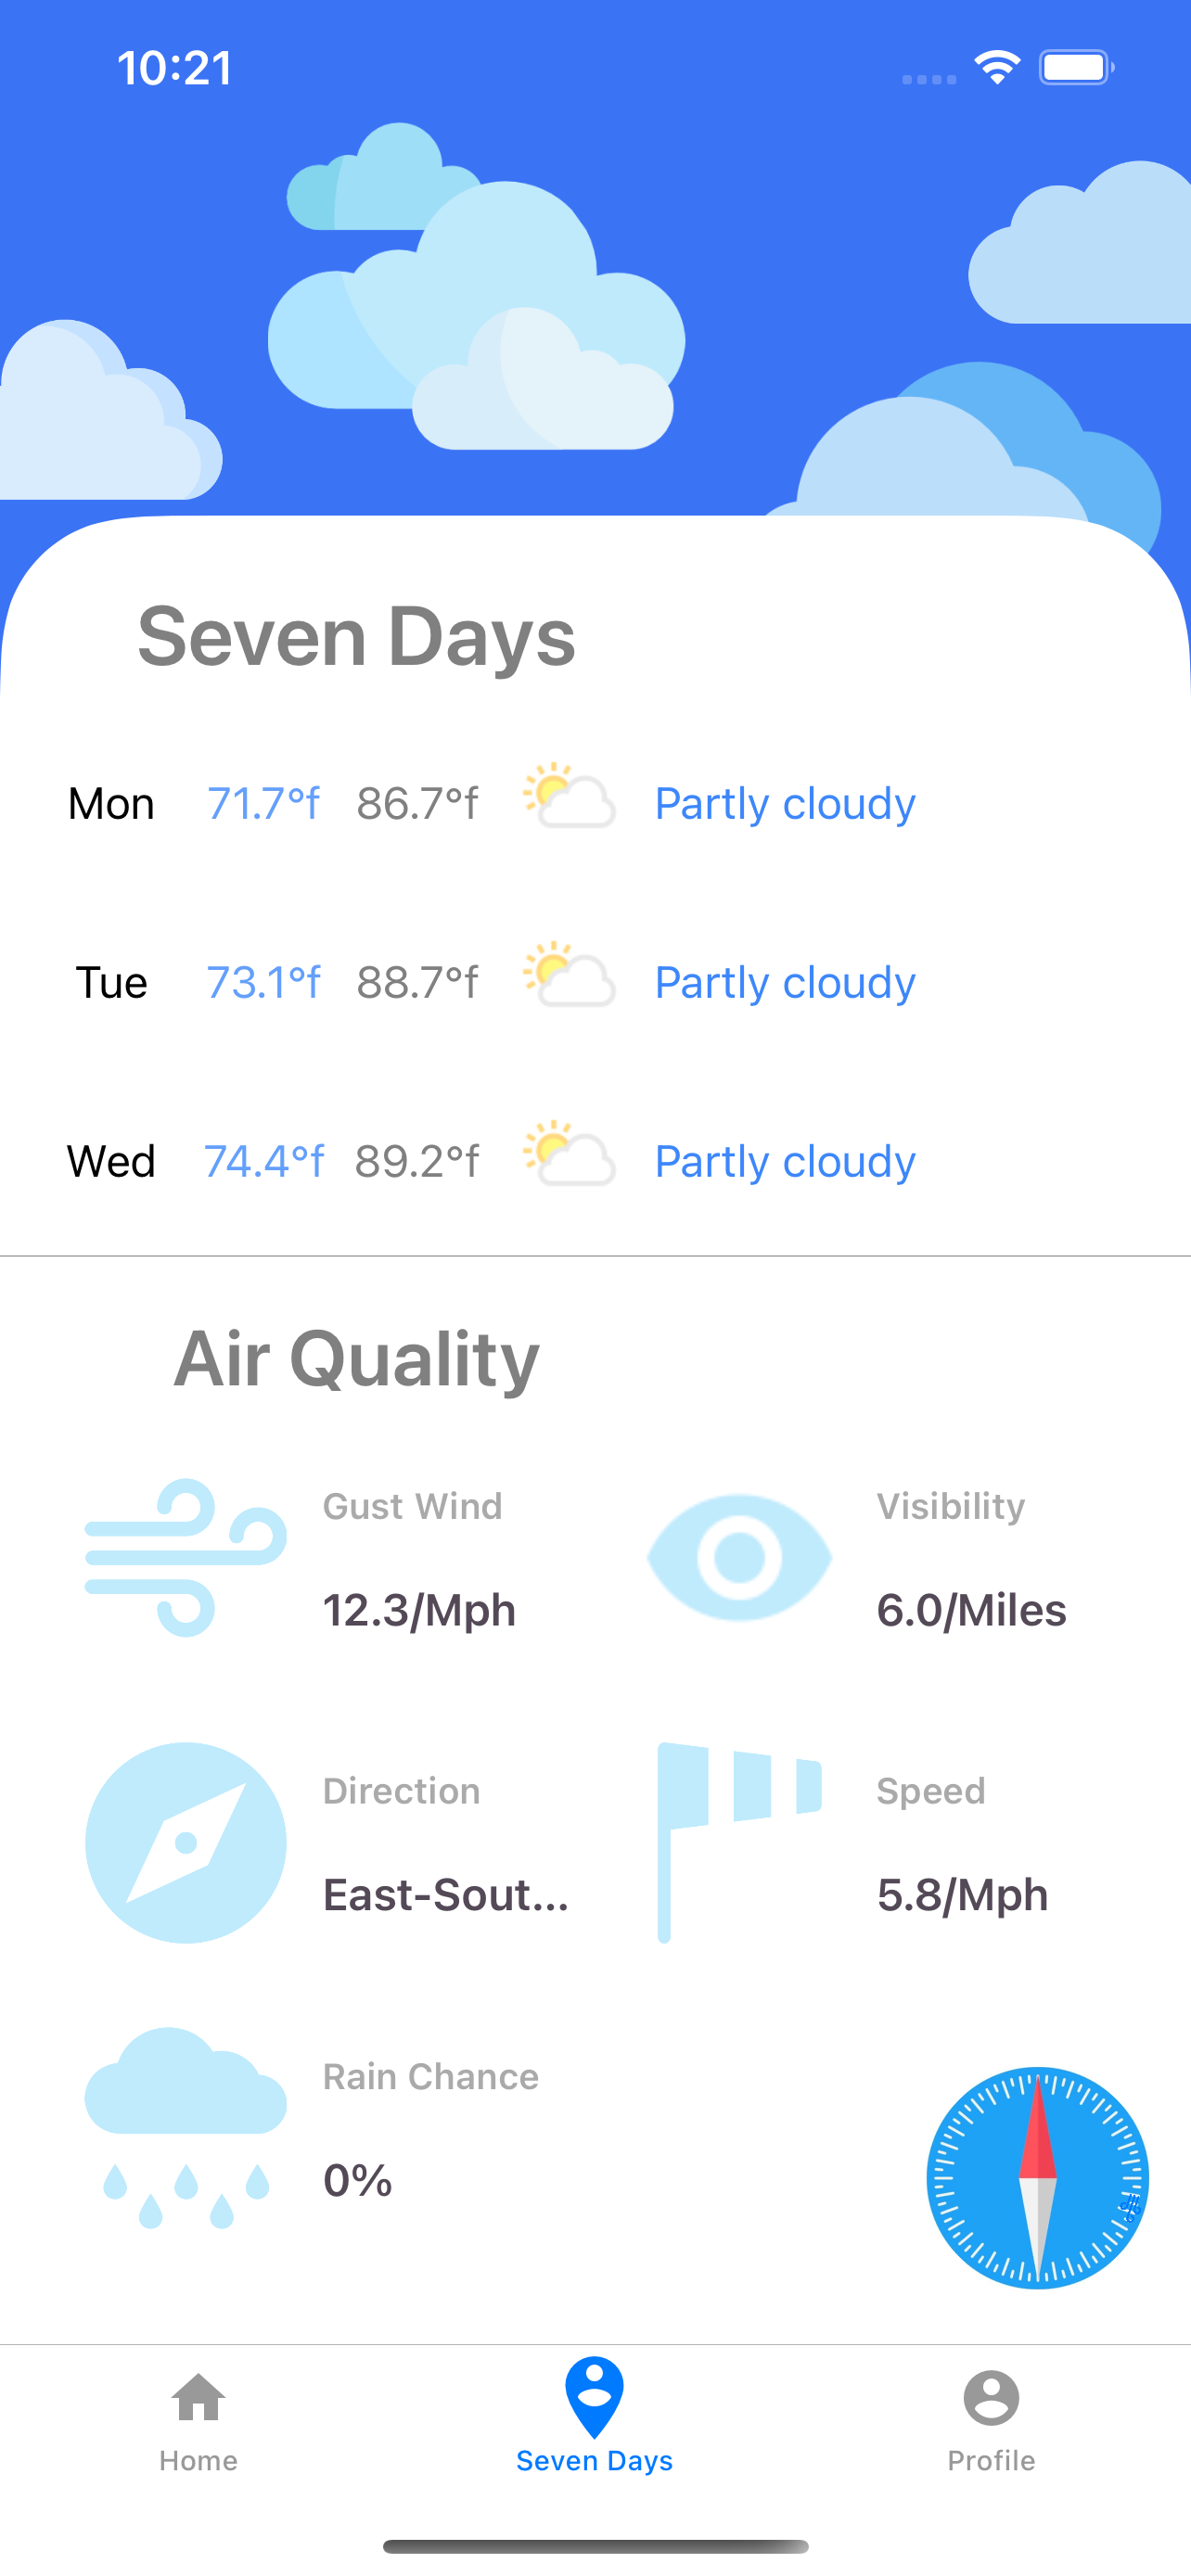 10:21
Seven Days
Mon 71.7°f 86.7°f Partly cloudy
Tue 73.1°f 88.7°f Partly cloudy
Wed 74.4°f 89.2°f Partly cloudy
Air Quality
Gust Wind
12.3/Mph
Visibility
6.0/Miles
Direction
East-Sout...
Speed
5.8/Mph
Rain Chance
0%
Home
Seven Days
Profile